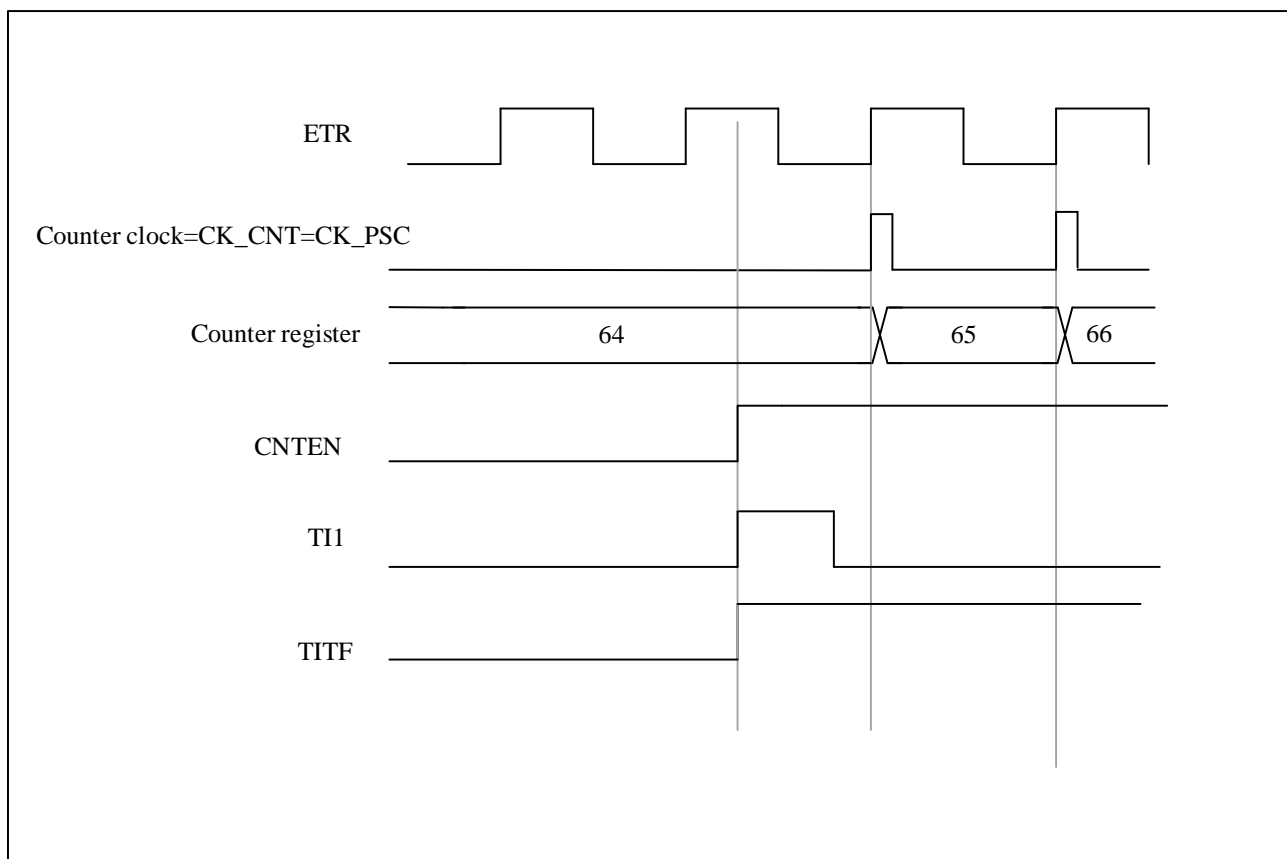 ETR
Counter clock=CK_CNT=CK_PSC
Counter register
64
65
66
CNTEN
TI1
TITF